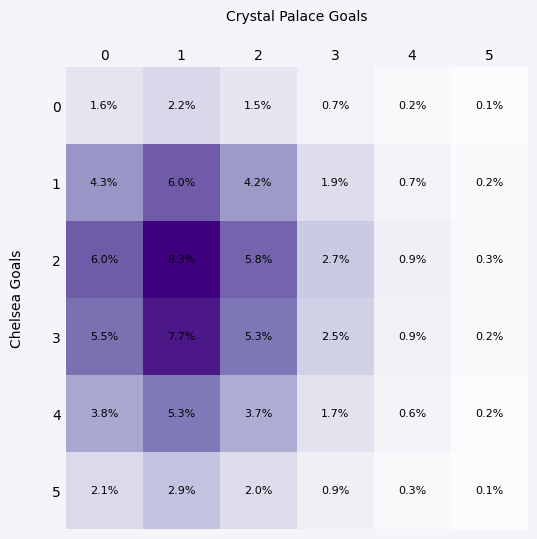 Crystal Palace Goals
0 1 2 3 4 5
Chelsea Goals
0 1.6% 2.2% 1.5% 0.7% 0.2% 0.1%
1 4.3% 6.0% 4.2% 1.9% 0.7% 0.2%
2 6.0% 8.3% 5.8% 2.7% 0.9% 0.3%
3 5.5% 7.7% 5.3% 2.5% 0.9% 0.2%
4 3.8% 5.3% 3.7% 1.7% 0.6% 0.2%
5 2.1% 2.9% 2.0% 0.9% 0.3% 0.1%